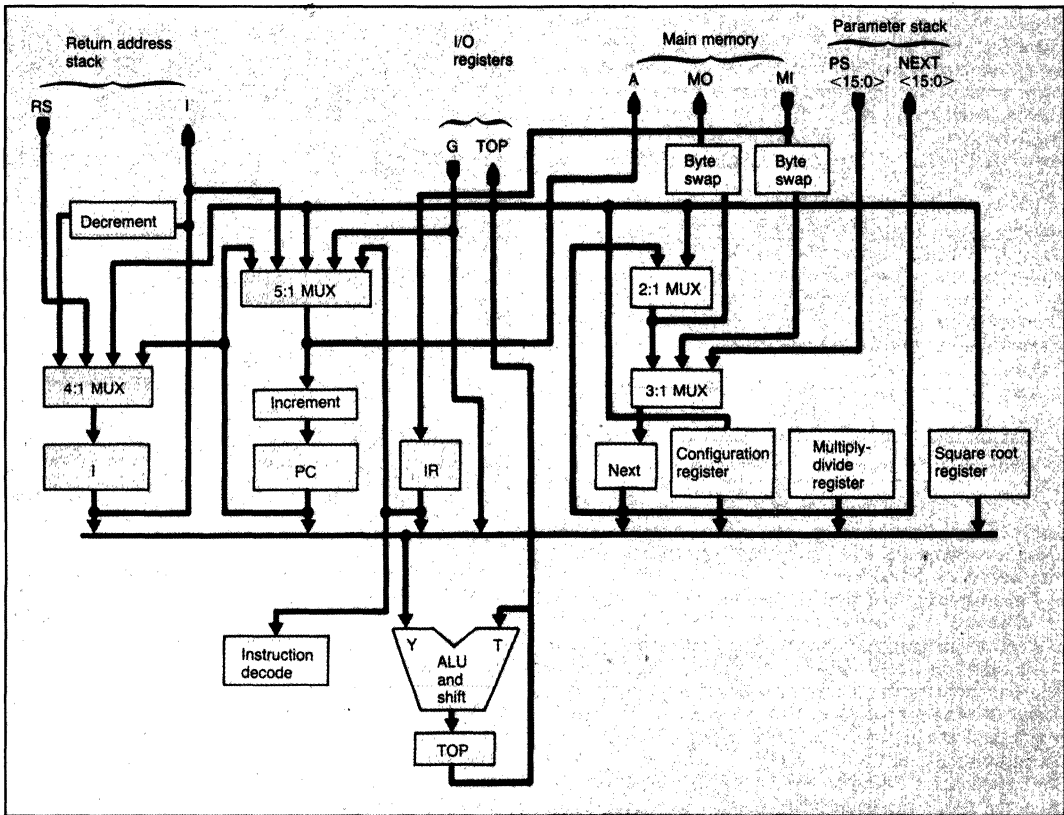 Return address
stack
I/O
registers
Main memory
Parameter stack
RS
I
G
TOP
A
MO
MI
PS
<15:0>
NEXT
<15:0>
Byte
swap
Byte
swap
Decrement
5:1 MUX
2:1 MUX
4:1 MUX
3:1 MUX
Increment
I
PC
IR
Next
Configuration
register
Multiply-
divide
register
Square root
register
Instruction
decode
Y
T
ALU
and
shift
TOP